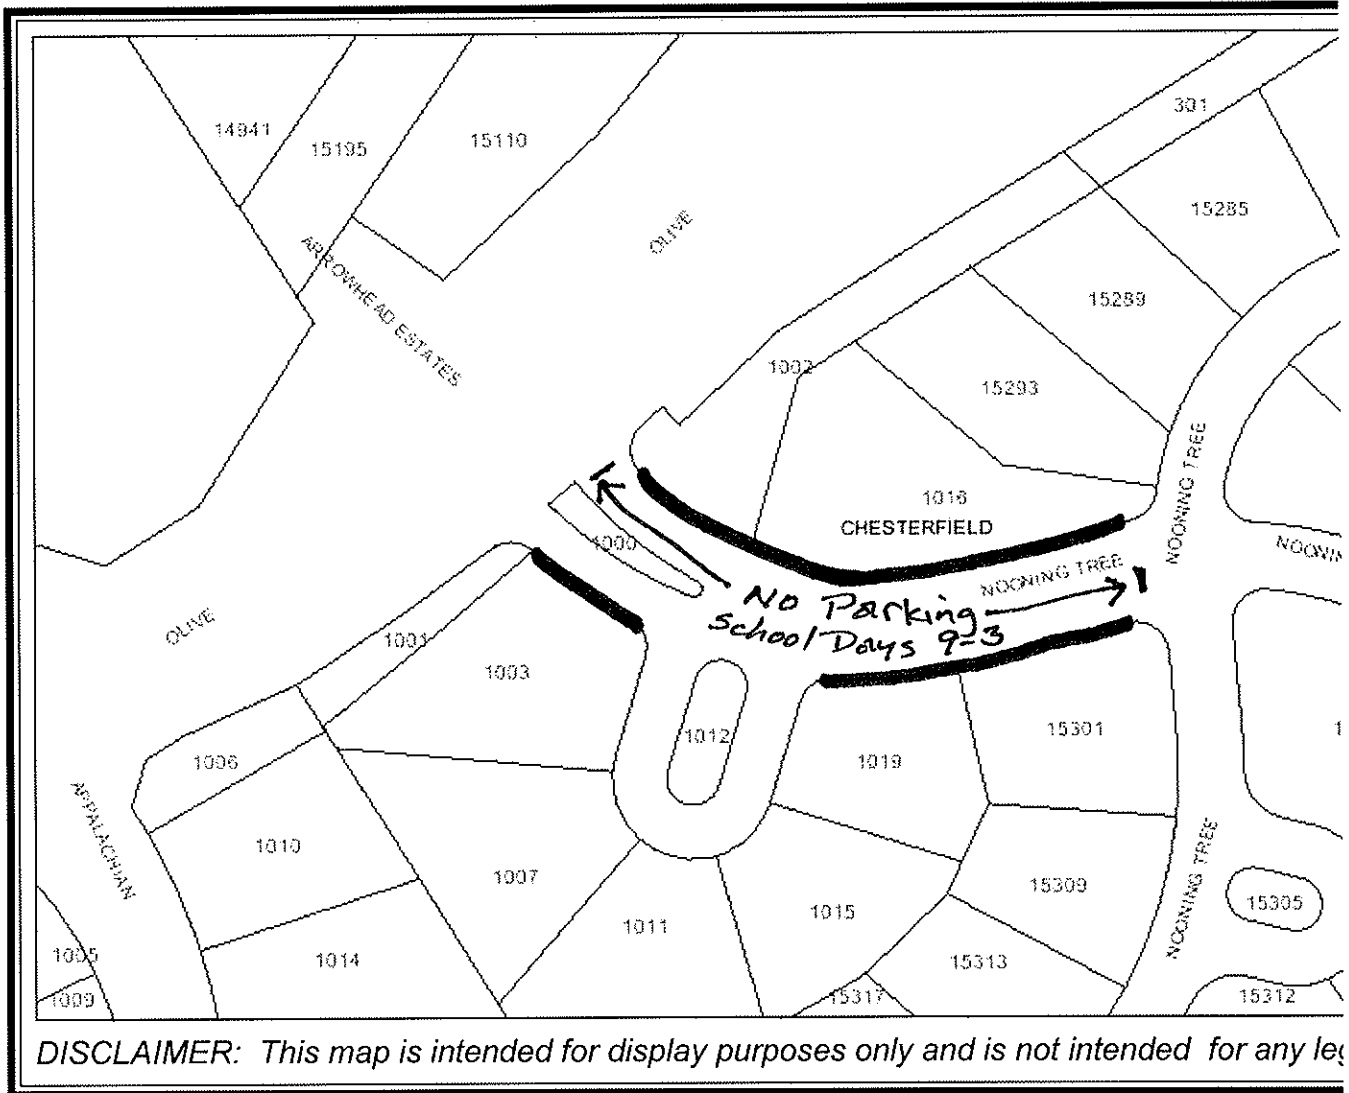 14941
15195
15110
301
OLIVE
15285
ARROWHEAD ESTATES
15289
1002
15293
NOONING TREE
1016
CHESTERFIELD
1000
NOONIN
NOONING TREE
No Parking
School Days 9-3
OLIVE
1001
1003
1012
15301
1
1006
1019
APPALACHIAN
1010
NOONING TREE
1007
15309
15305
1011
1015
1005
1014
15313
1009
15317
15312
DISCLAIMER: This map is intended for display purposes only and is not intended for any leg